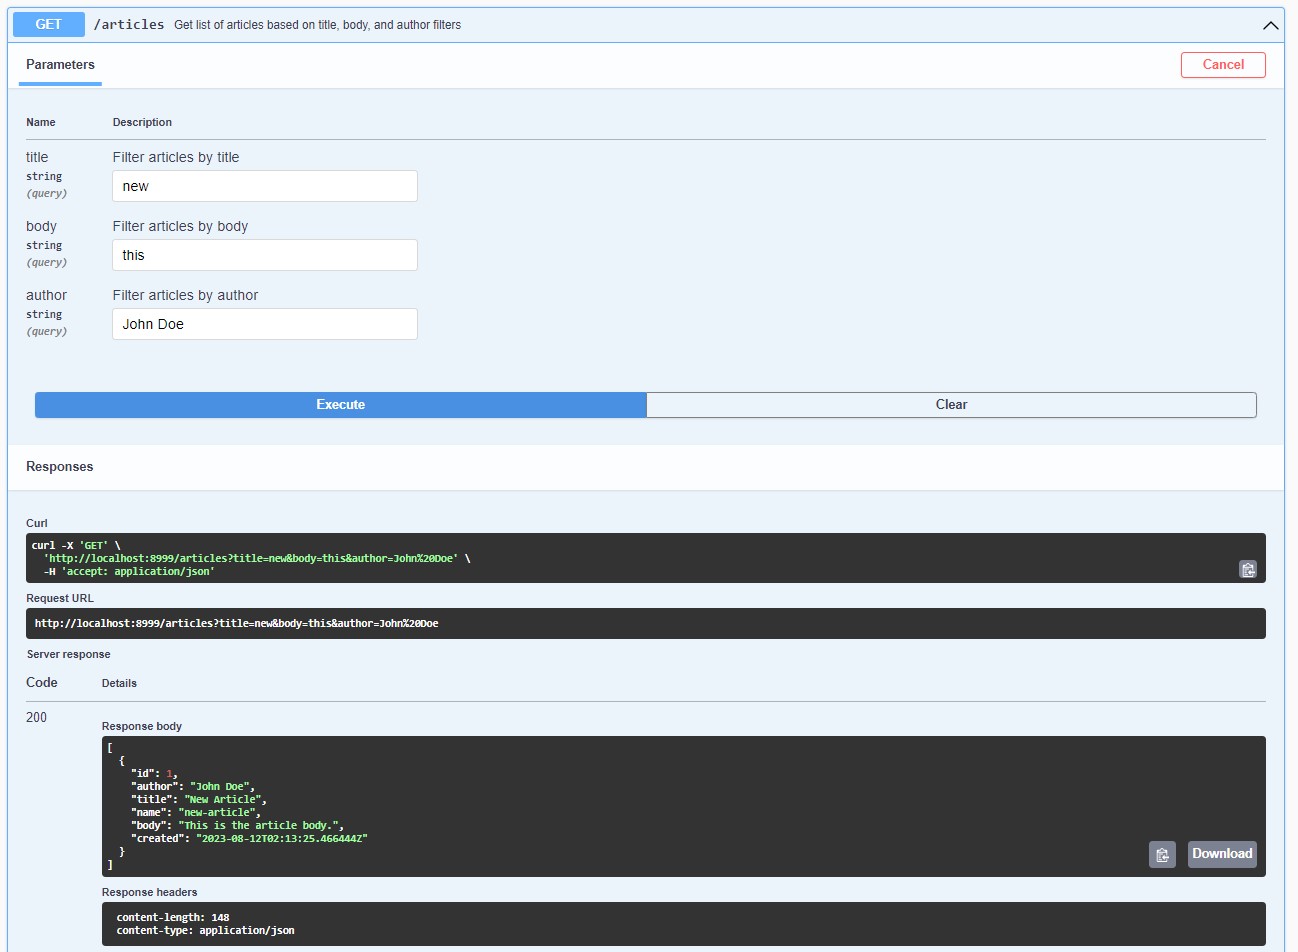 GET /articles Get list of articles based on title, body, and author filters
Parameters
Cancel
Name Description
title Filter articles by title
string
(query)
new
body Filter articles by body
string
(query)
this
author Filter articles by author
string
(query)
John Doe
Execute Clear
Responses
Curl
curl -X 'GET' \
  'http://localhost:8999/articles?title=new&body=this&author=John%20Doe' \
  -H 'accept: application/json'
Request URL
http://localhost:8999/articles?title=new&body=this&author=John%20Doe
Server response
Code Details
200
Response body
[
  {
    "id": 1,
    "author": "John Doe",
    "title": "New Article",
    "name": "new-article",
    "body": "This is the article body.",
    "created": "2023-08-12T02:13:25.466444Z"
  }
]
Download
Response headers
content-length: 148
content-type: application/json